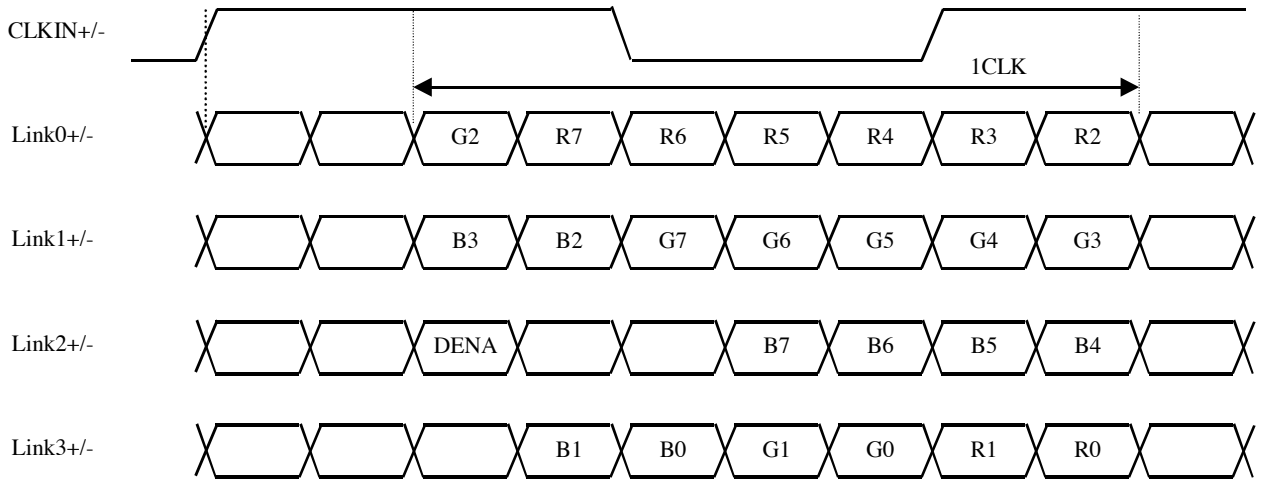 CLKIN+/-
1CLK
Link0+/- G2 R7 R6 R5 R4 R3 R2
Link1+/- B3 B2 G7 G6 G5 G4 G3
Link2+/- DENA B7 B6 B5 B4
Link3+/- B1 B0 G1 G0 R1 R0